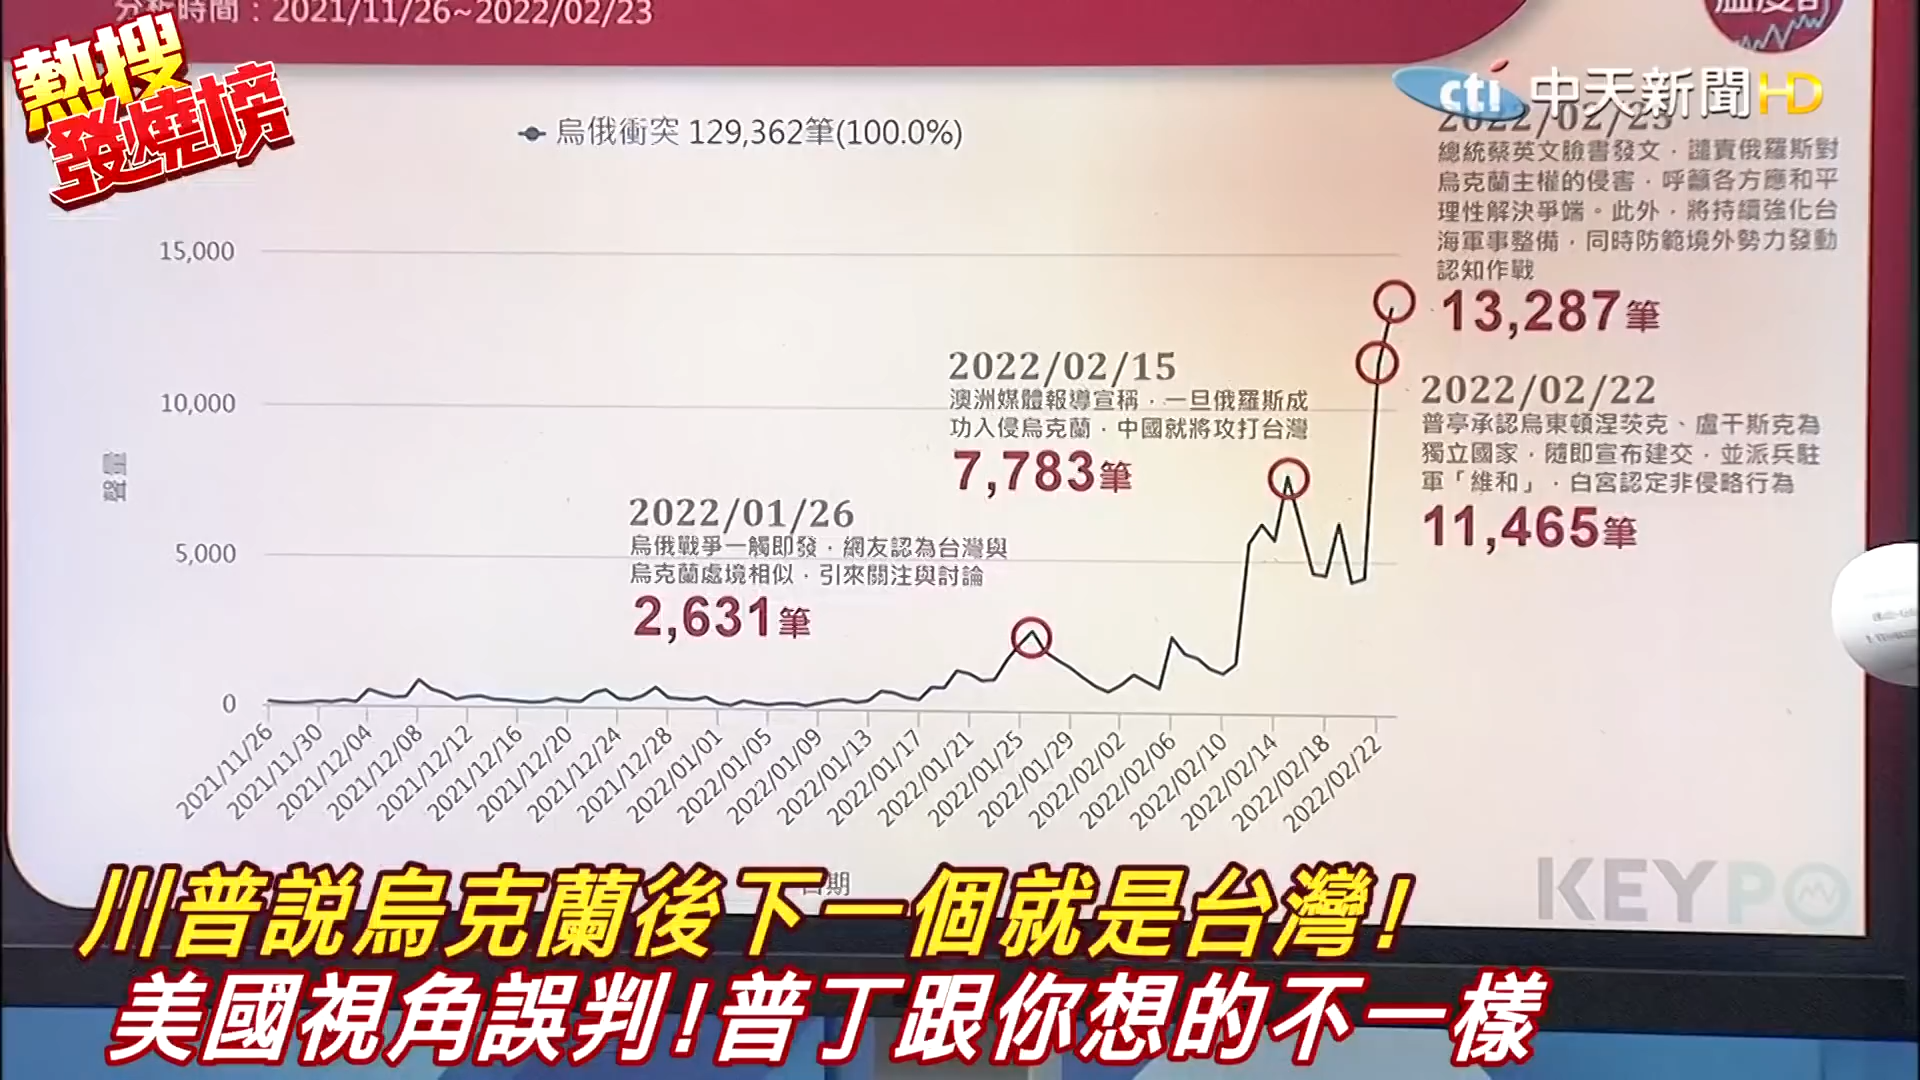 分析時間：2021/11/26~2022/02/23
熱搜
發燒榜
cti 中天新聞HD
烏俄衝突 129,362筆(100.0%)
2022/02/23
總統蔡英文臉書發文，譴責俄羅斯對
烏克蘭主權的侵害，呼籲各方應和平
理性解決爭端。此外，將持續強化台
海軍事整備，同時防範境外勢力發動
認知作戰
13,287筆
2022/02/22
普亭承認烏東頓涅茨克、盧干斯克為
獨立國家，隨即宣布建交，並派兵駐
軍「維和」，白宮認定非侵略行為
11,465筆
2022/02/15
澳洲媒體報導宣稱，一旦俄羅斯成
功入侵烏克蘭，中國就將攻打台灣
7,783筆
2022/01/26
烏俄戰爭一觸即發，網友認為台灣與
烏克蘭處境相似，引來關注與討論
2,631筆
聲量
15,000
10,000
5,000
0
2021/11/26
2021/11/30
2021/12/04
2021/12/08
2021/12/12
2021/12/16
2021/12/20
2021/12/24
2021/12/28
2022/01/01
2022/01/05
2022/01/09
2022/01/13
2022/01/17
2022/01/21
2022/01/25
2022/01/29
2022/02/02
2022/02/06
2022/02/10
2022/02/14
2022/02/18
2022/02/22
日期
KEYPO
川普説烏克蘭後下一個就是台灣!
美國視角誤判!普丁跟你想的不一樣